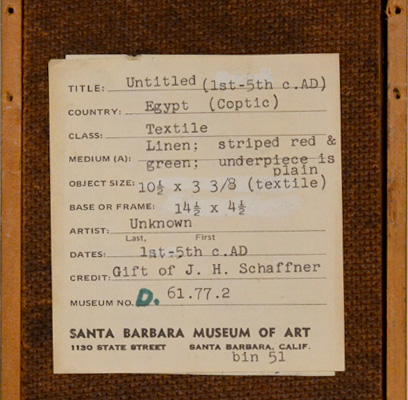 TITLE: Untitled (1st-5th c.AD)
COUNTRY: Egypt (Coptic)
CLASS: Textile
MEDIUM (A): Linen; striped red &
green; underpiece is
plain
OBJECT SIZE: 10½ x 3 3/8 (textile)
BASE OR FRAME: 14½ x 4½
ARTIST: Unknown
Last, First
DATES: 1st-5th c.AD
CREDIT: Gift of J. H. Schaffner
MUSEUM NO. D. 61.77.2
SANTA BARBARA MUSEUM OF ART
1130 STATE STREET SANTA BARBARA, CALIF.
bin 51